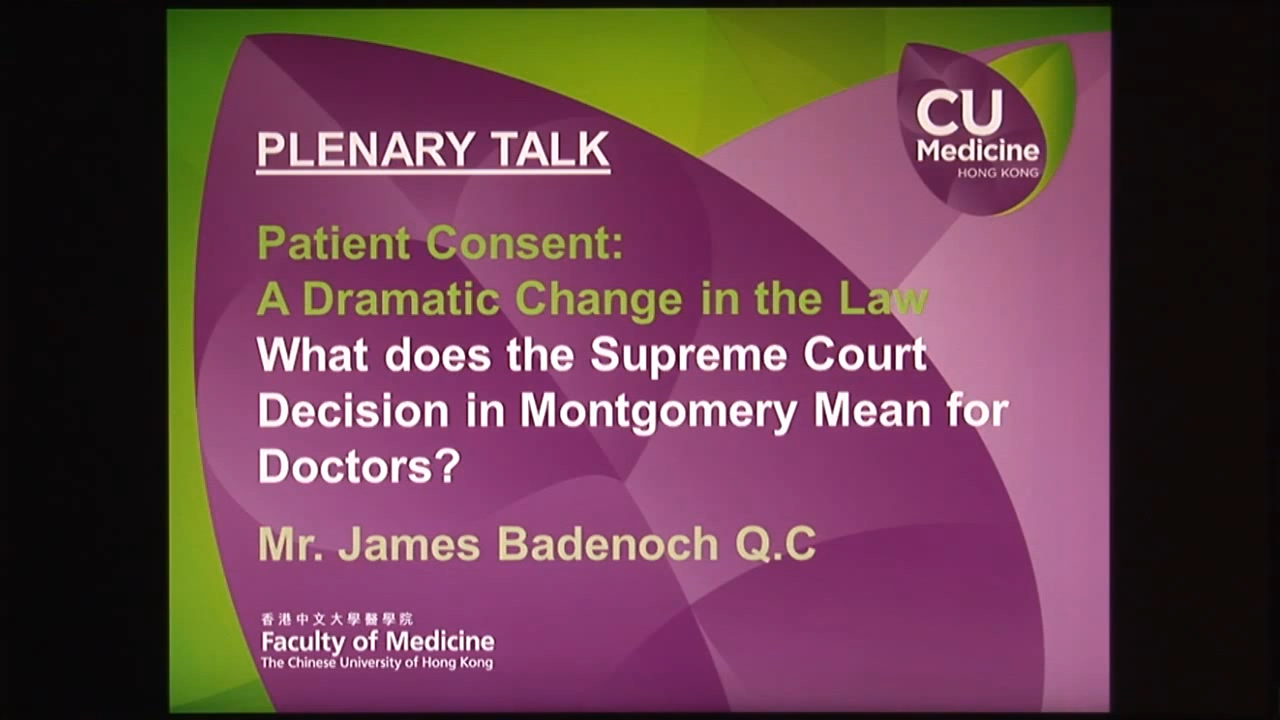 CU
Medicine
HONG KONG
PLENARY TALK
Patient Consent:
A Dramatic Change in the Law
What does the Supreme Court
Decision in Montgomery Mean for
Doctors?
Mr. James Badenoch Q.C
香港中文大學醫學院
Faculty of Medicine
The Chinese University of Hong Kong